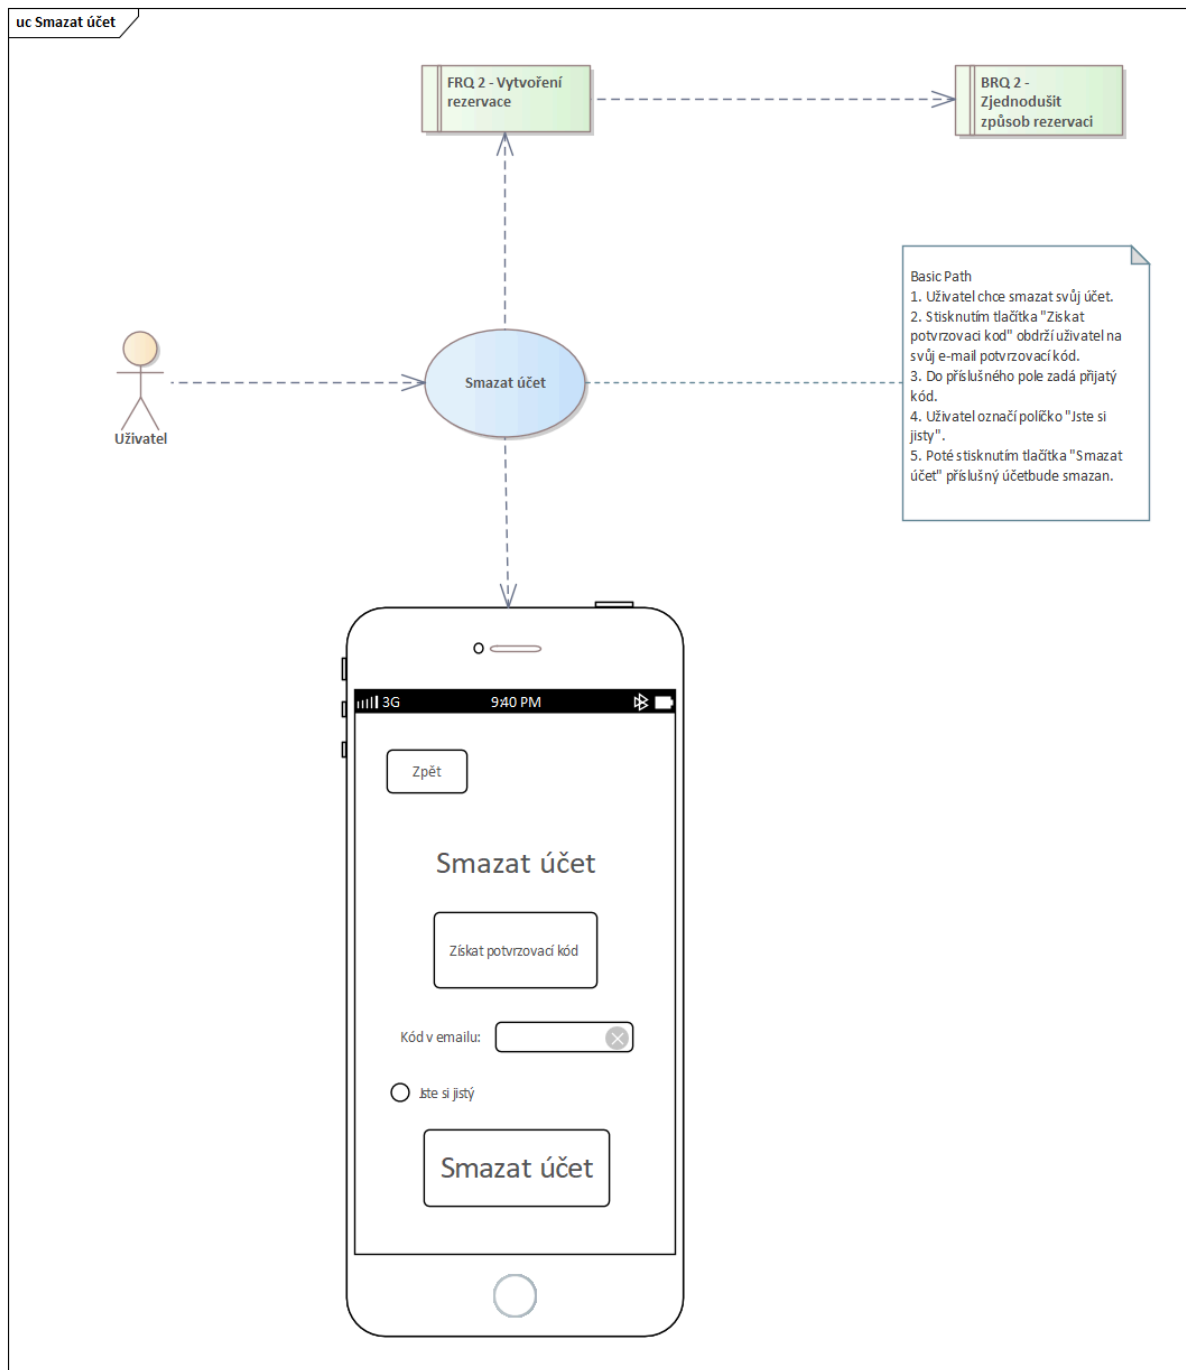 uc Smazat účet
FRQ 2 - Vytvoření
rezervace
BRQ 2 -
Zjednodušit
způsob rezervaci
Basic Path
1. Uživatel chce smazat svůj účet.
2. Stisknutím tlačítka "Získat
potvrzovaci kod" obdrží uživatel na
svůj e-mail potvrzovací kód.
3. Do příslušného pole zadá přijatý
kód.
4. Uživatel označí políčko "Jste si
jisty".
5. Poté stisknutím tlačítka "Smazat
účet" příslušný účetbude smazan.
Smazat účet
Uživatel
3G 9:40 PM
Zpět
Smazat účet
Získat potvrzovací kód
Kód v emailu:
Jste si jistý
Smazat účet